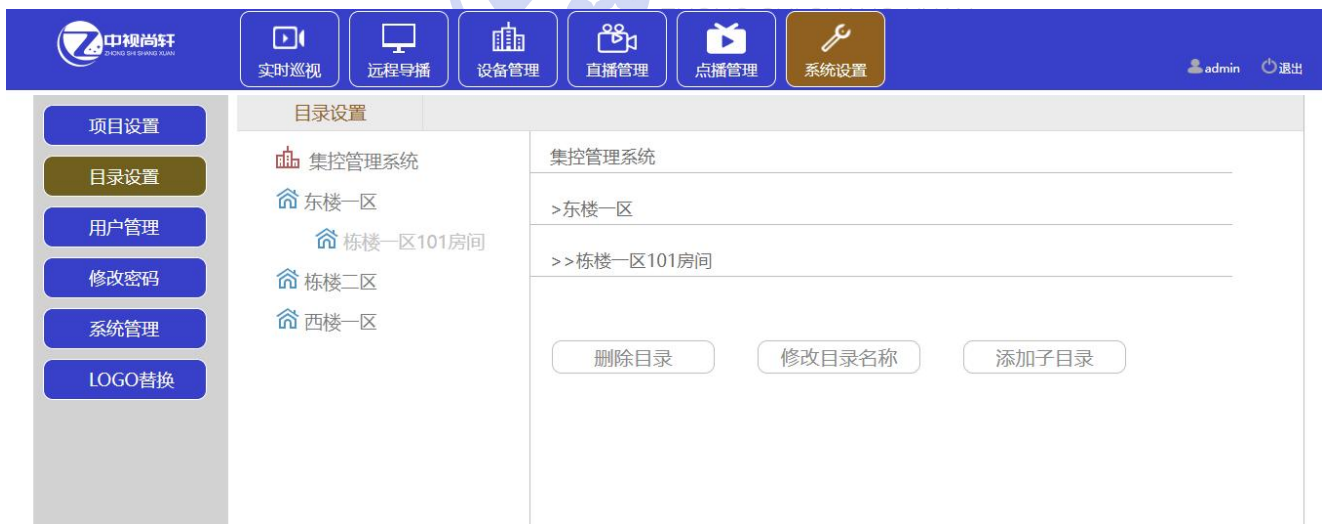 中视尚轩
ZHONG SHI SHANG XUAN
实时巡视
远程导播
设备管理
直播管理
点播管理
系统设置
admin
退出
项目设置
目录设置
用户管理
修改密码
系统管理
LOGO替换
目录设置
集控管理系统
东楼一区
栋楼一区101房间
栋楼二区
西楼一区
集控管理系统
>东楼一区
>>栋楼一区101房间
删除目录
修改目录名称
添加子目录